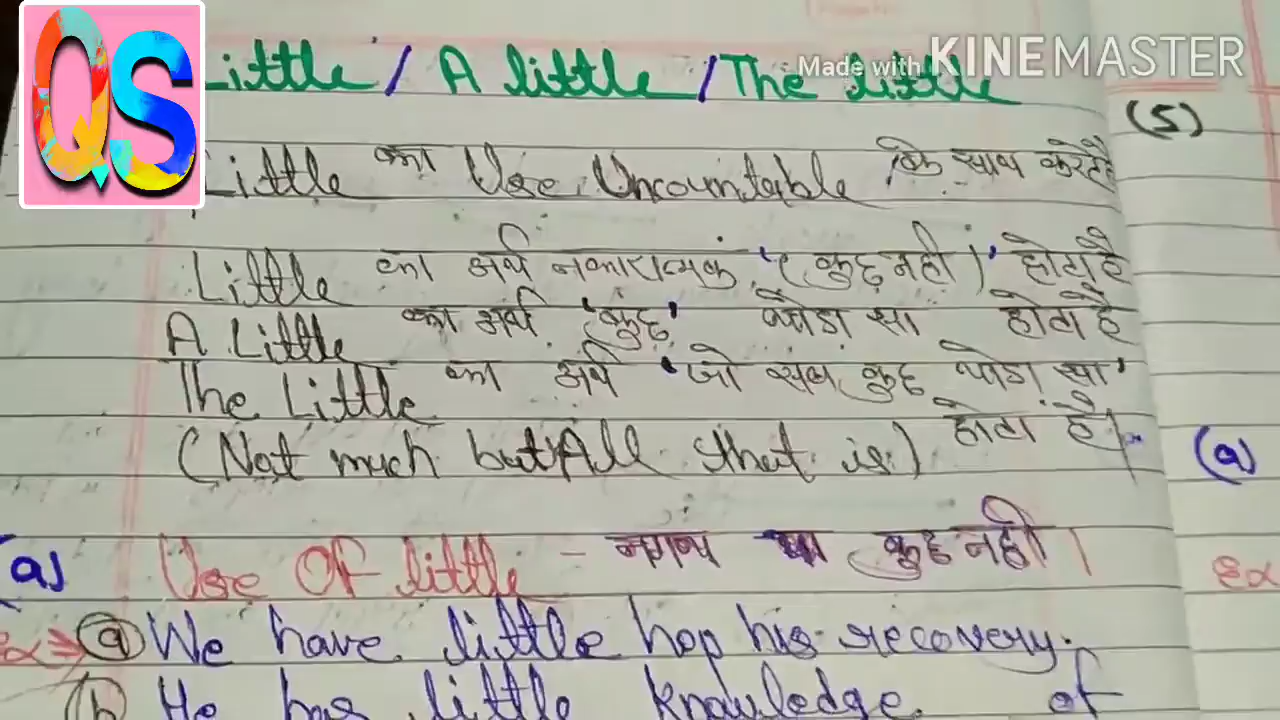 QS
Made with KINEMASTER
Little / A little / The little
(5)
Little का Use Uncountable के साथ करते है
Little का अर्थ नकारात्मक '(कुछ नहीं)' होता है
A Little का अर्थ 'कुछ' थोडा सा होता है
The Little का अर्थ 'जो सब कुछ थोडा सा'
(Not much but All that is) होता है।
(a)
(a) Use Of little - नगण्य या कुछ नहीं।
Ex
Ex ⇒ (a) We have little hop his recovery.
(b) He has little knowledge of